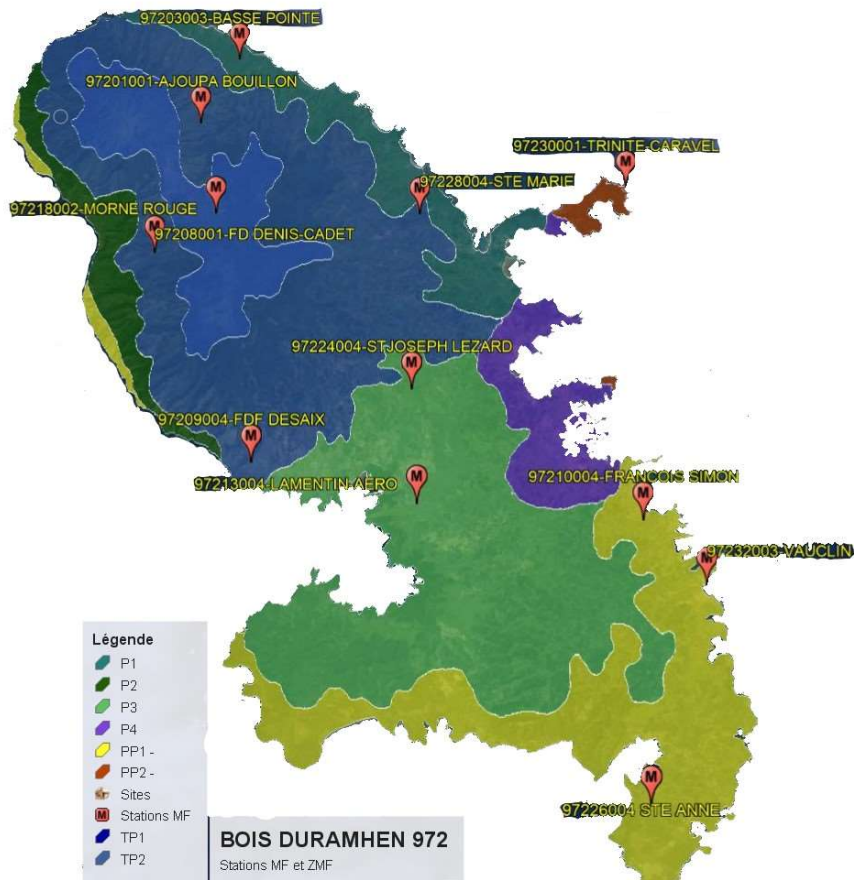 97203003-BASSE POINTE
97201001-AJOUPA BOUILLON
97230001-TRINITE-CARAVEL
97228004-STE MARIE
97218002-MORNE ROUGE
97208001-FD DENIS-CADET
97224004-STJOSEPH LEZARD
97209004-FDF DESAIX
97213004-LAMENTIN-AERO
97210004-FRANCOIS SIMON
97232003-VAUCLIN
97226004 STE ANNE
M
M
M
M
M
M
M
M
M
M
M
M
Légende
P1
P2
P3
P4
PP1 -
PP2 -
Sites
M Stations MF
TP1
TP2
BOIS DURAMHEN 972
Stations MF et ZMF